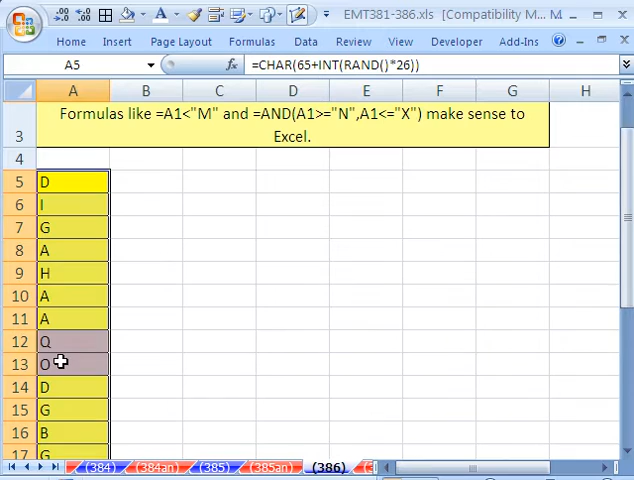 EMT381-386.xls [Compatibility M...
Home Insert Page Layout Formulas Data Review View Developer Add-Ins
A5 fx =CHAR(65+INT(RAND()*26))
A B C D E F G H
Formulas like =A1<"M" and =AND(A1>="N",A1<="X") make sense to
3 Excel.
4
5 D
6 I
7 G
8 A
9 H
10 A
11 A
12 Q
13 O
14 D
15 G
16 B
17 G
(384) (384an) (385) (385an) (386)